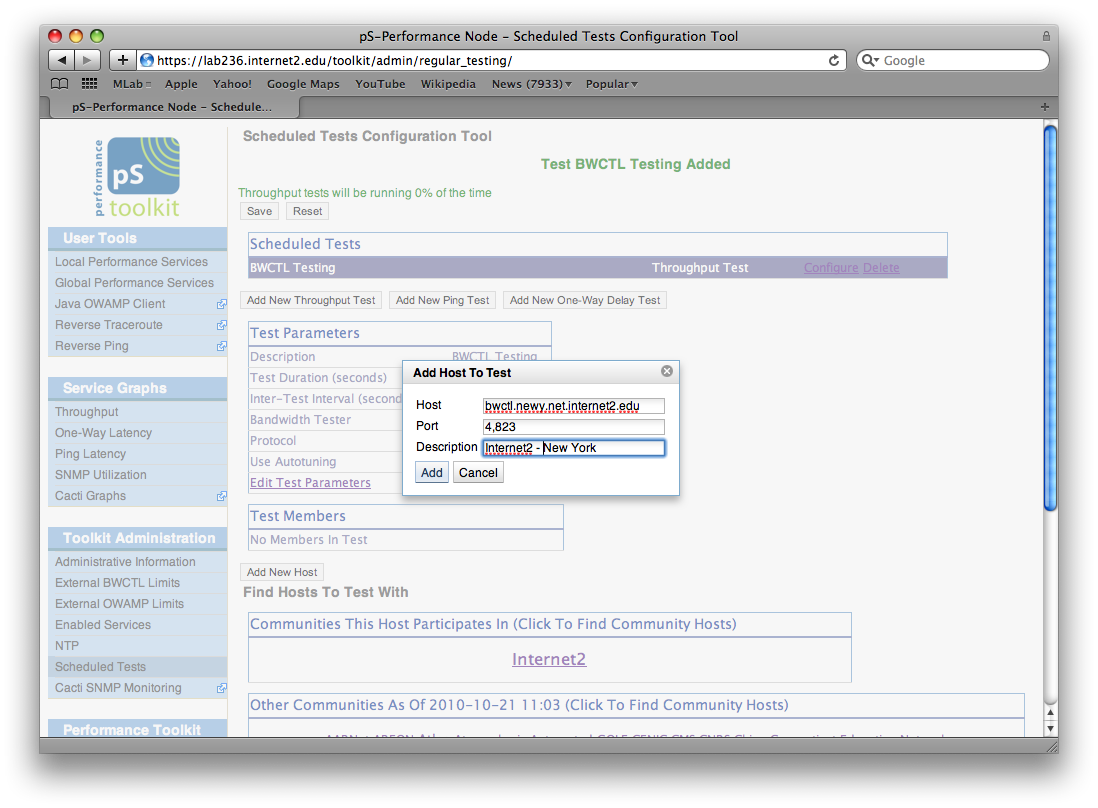 pS-Performance Node – Scheduled Tests Configuration Tool
https://lab236.internet2.edu/toolkit/admin/regular_testing/
Google
MLab Apple Yahoo! Google Maps YouTube Wikipedia News (7933) Popular
pS-Performance Node – Schedule...
performance
pS
toolkit
User Tools
Local Performance Services
Global Performance Services
Java OWAMP Client
Reverse Traceroute
Reverse Ping
Service Graphs
Throughput
One-Way Latency
Ping Latency
SNMP Utilization
Cacti Graphs
Toolkit Administration
Administrative Information
External BWCTL Limits
External OWAMP Limits
Enabled Services
NTP
Scheduled Tests
Cacti SNMP Monitoring
Performance Toolkit
Scheduled Tests Configuration Tool
Test BWCTL Testing Added
Throughput tests will be running 0% of the time
Save Reset
Scheduled Tests
BWCTL Testing Throughput Test Configure Delete
Add New Throughput Test Add New Ping Test Add New One-Way Delay Test
Test Parameters
Description BWCTL Testing
Test Duration (seconds)
Inter-Test Interval (second
Bandwidth Tester
Protocol
Use Autotuning
Edit Test Parameters
Add Host To Test
Host bwctl.newy.net.internet2.edu
Port 4,823
Description Internet2 - New York
Add Cancel
Test Members
No Members In Test
Add New Host
Find Hosts To Test With
Communities This Host Participates In (Click To Find Community Hosts)
Internet2
Other Communities As Of 2010-10-21 11:03 (Click To Find Community Hosts)